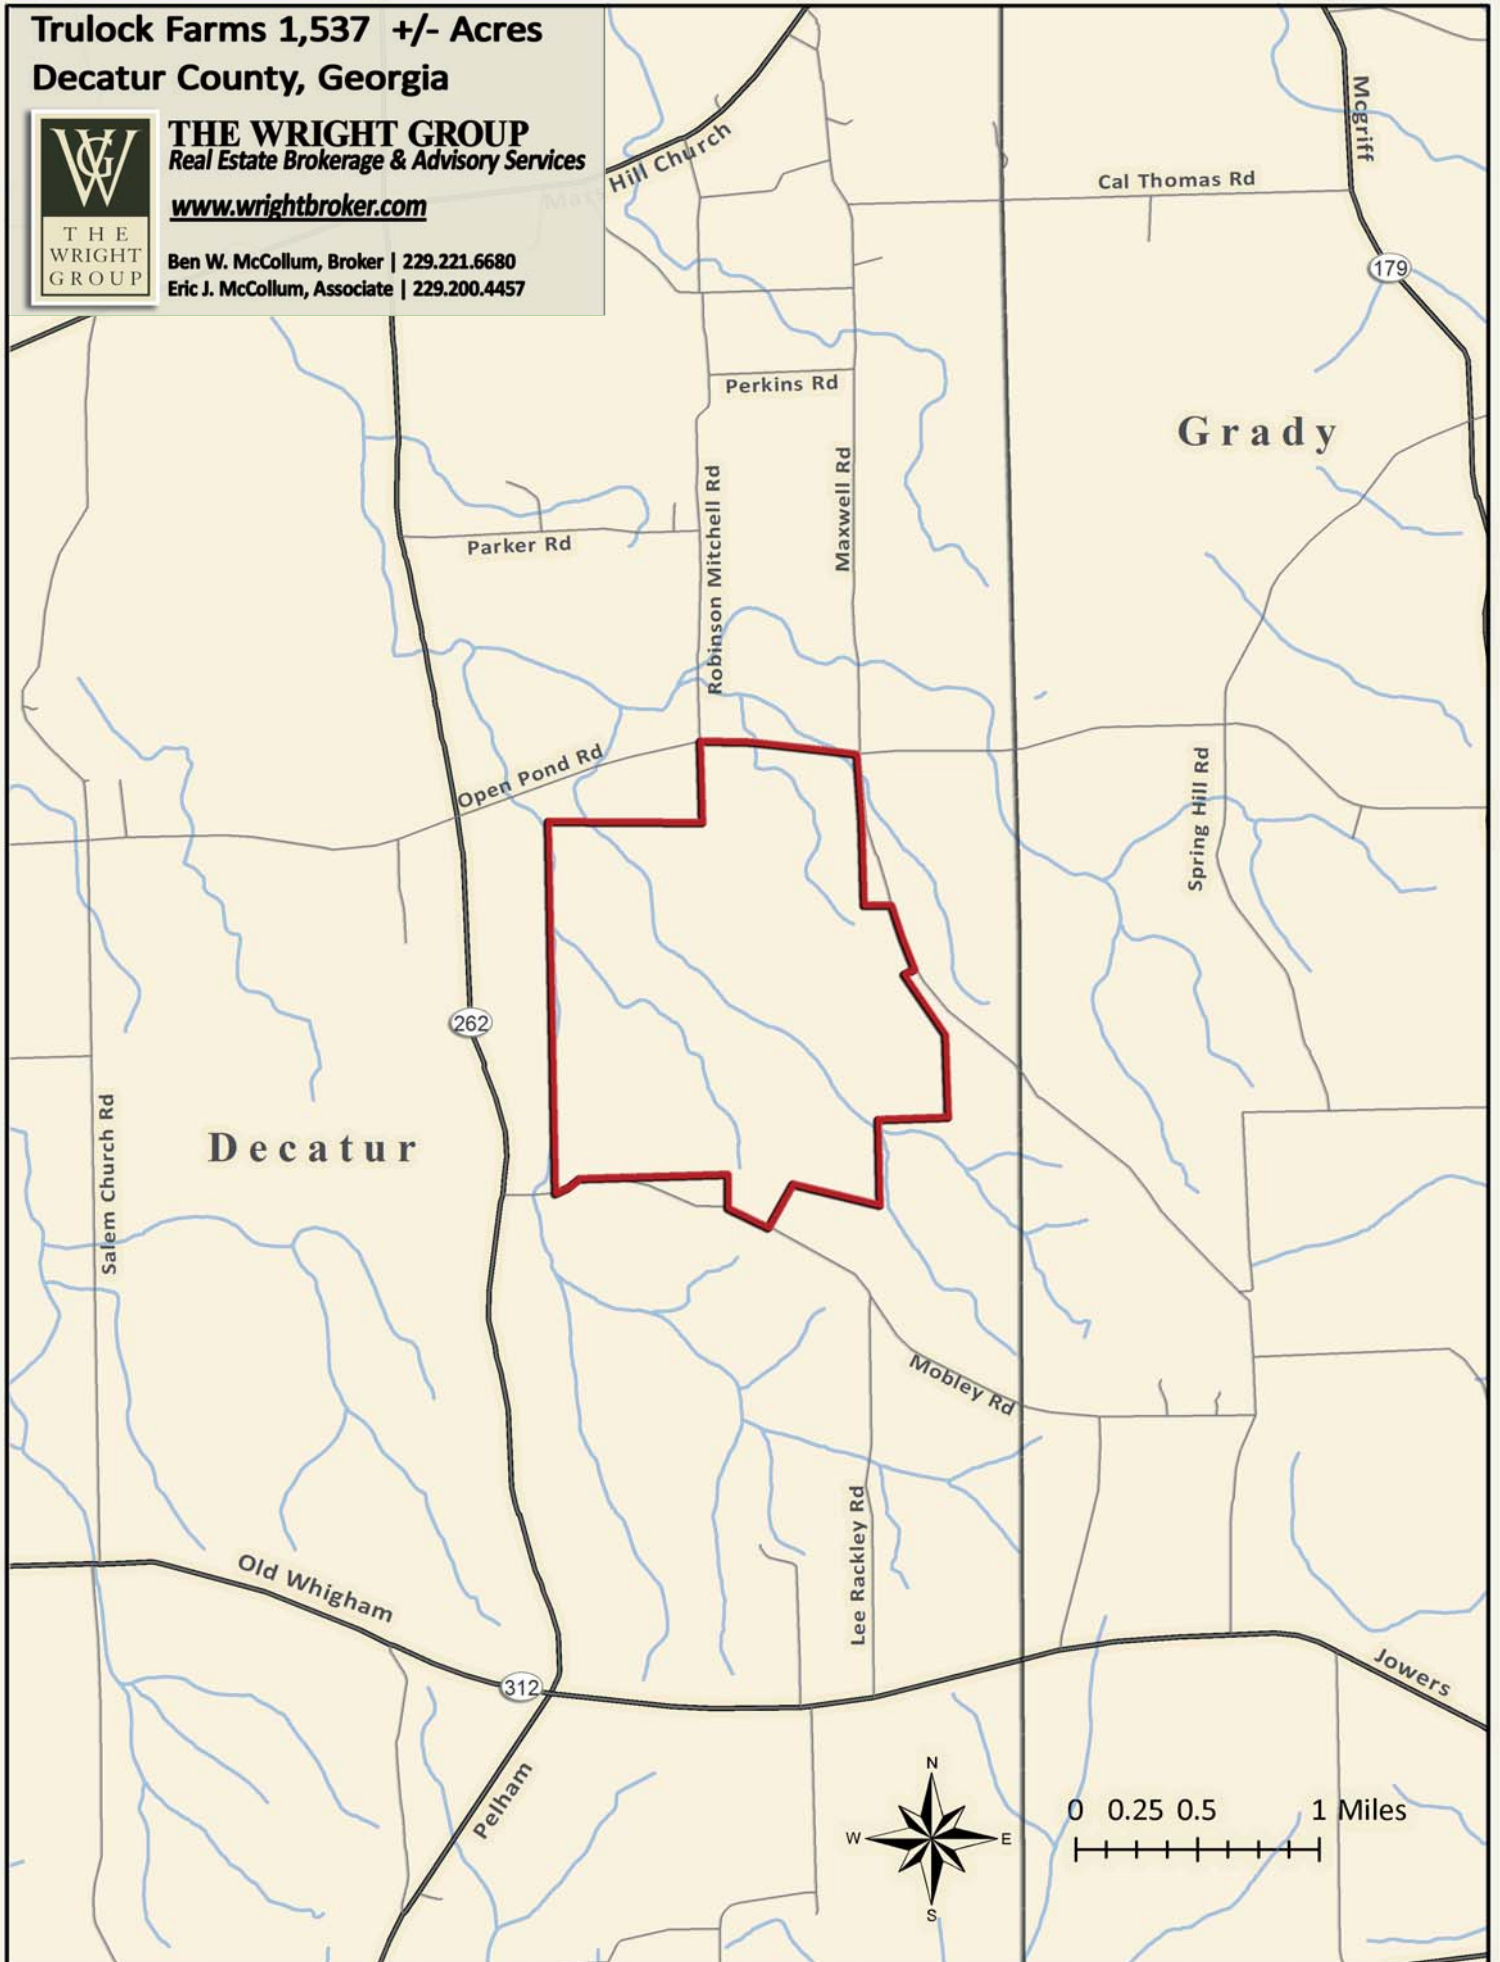 Trulock Farms 1,537 +/- Acres
Decatur County, Georgia
WG
THE
WRIGHT
GROUP
THE WRIGHT GROUP
Real Estate Brokerage & Advisory Services
www.wrightbroker.com
Ben W. McCollum, Broker | 229.221.6680
Eric J. McCollum, Associate | 229.200.4457
Hill Church
Mcgriff
Cal Thomas Rd
179
Perkins Rd
Grady
Robinson Mitchell Rd
Maxwell Rd
Parker Rd
Open Pond Rd
Spring Hill Rd
262
Decatur
Salem Church Rd
Mobley Rd
Lee Rackley Rd
Old Whigham
312
Jowers
Pelham
N
W
E
S
0 0.25 0.5 1 Miles